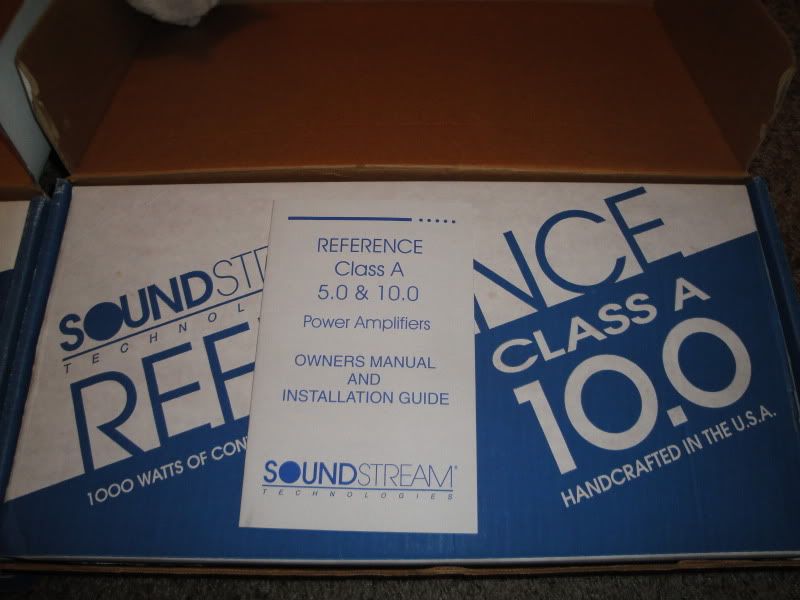 SOUNDSTR
TECHNOL
REF
NCE
1000 WATTS OF CON
CLASS A
10.0
HANDCRAFTED IN THE U.S.A.
REFERENCE
Class A
5.0 & 10.0
Power Amplifiers
OWNERS MANUAL
AND
INSTALLATION GUIDE
SOUNDSTREAM®
TECHNOLOGIES